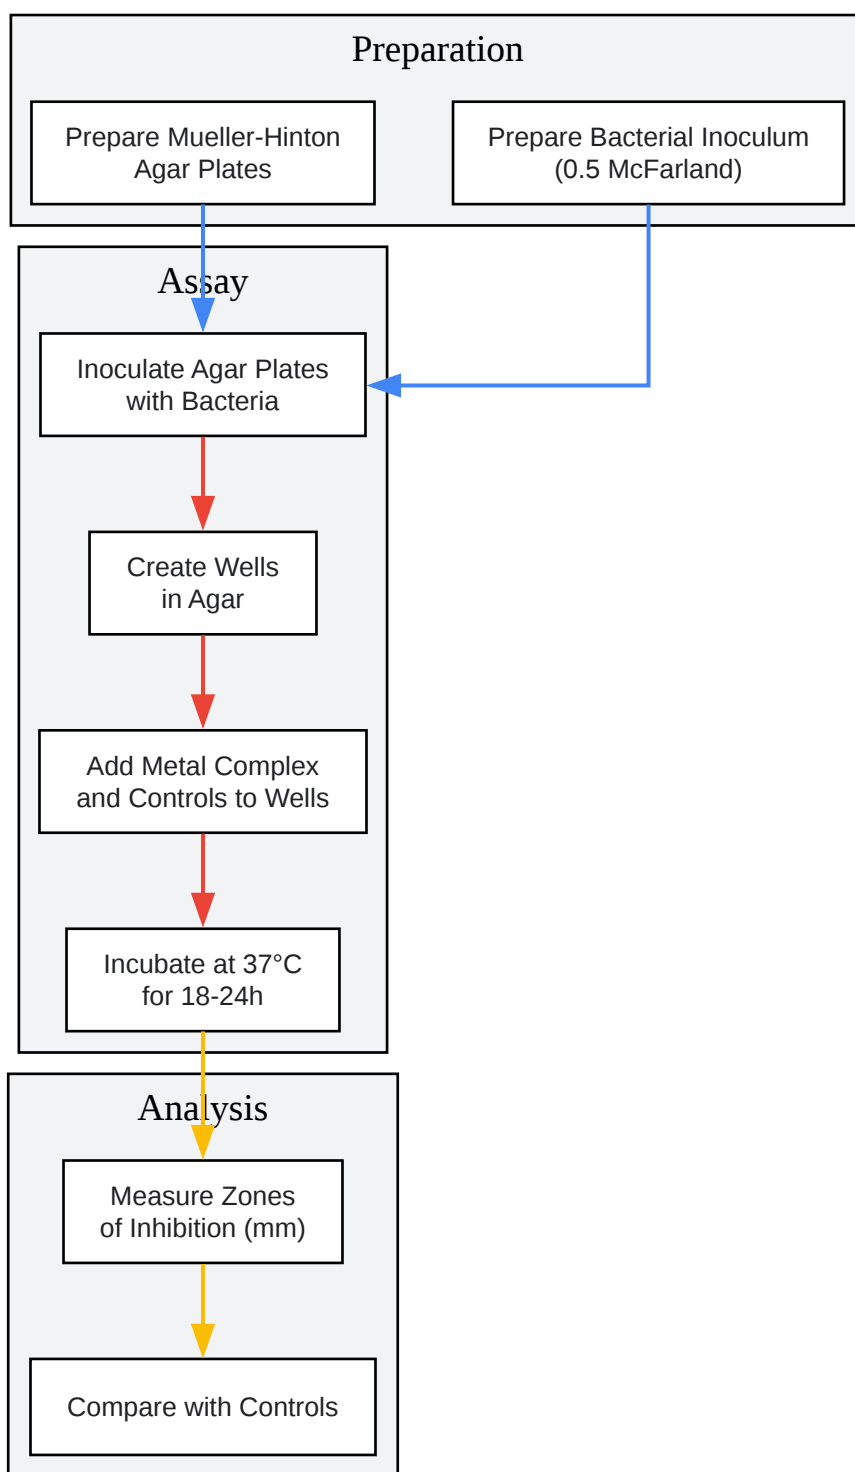 Preparation
Prepare Mueller-Hinton
Agar Plates
Prepare Bacterial Inoculum
(0.5 McFarland)
Assay
Inoculate Agar Plates
with Bacteria
Create Wells
in Agar
Add Metal Complex
and Controls to Wells
Incubate at 37°C
for 18-24h
Analysis
Measure Zones
of Inhibition (mm)
Compare with Controls